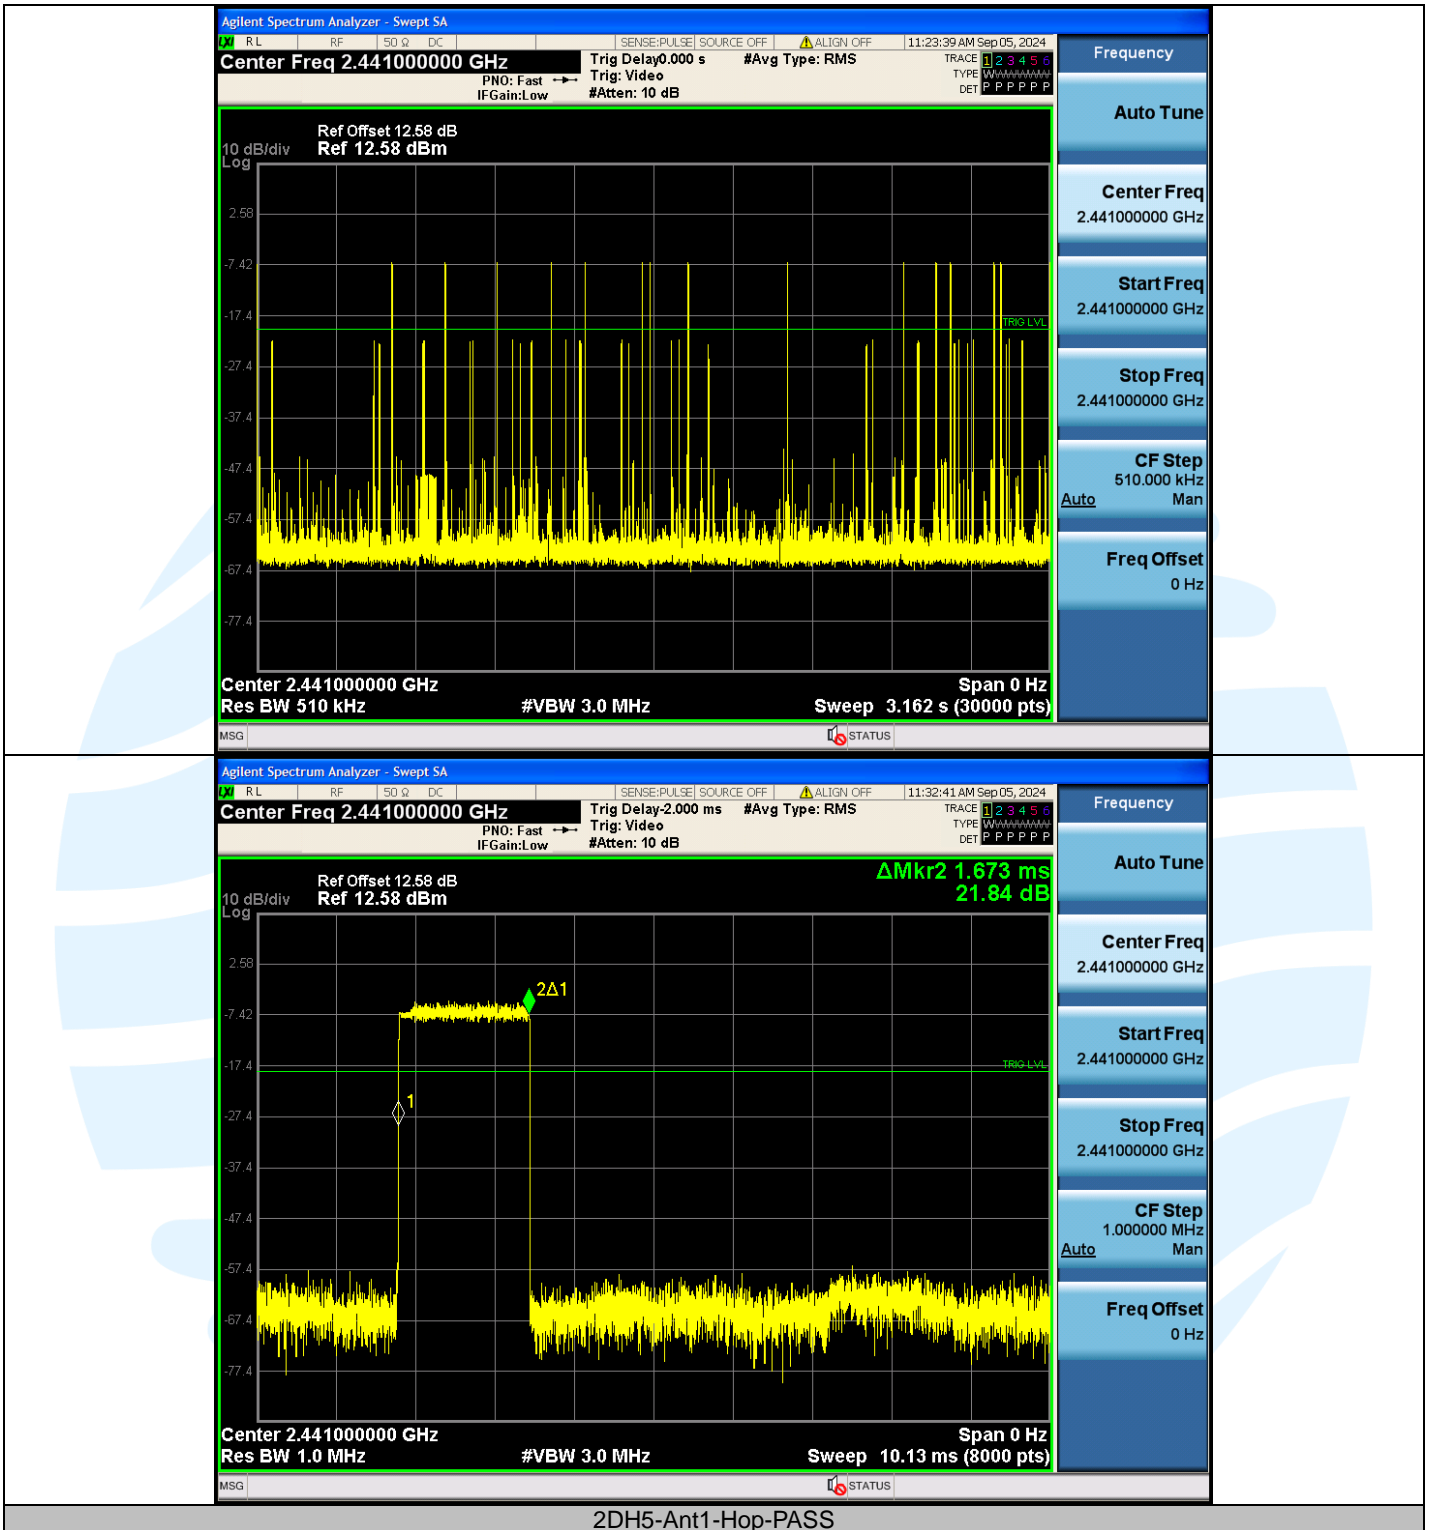 Agilent Spectrum Analyzer - Swept SA
LXI RL RF 50 Ω DC SENSE:PULSE SOURCE OFF ALIGN OFF 11:23:39 AM Sep 05, 2024
Center Freq 2.441000000 GHz
PNO: Fast
IFGain:Low
Trig Delay0.000 s
Trig: Video
#Atten: 10 dB
#Avg Type: RMS
TRACE 1 2 3 4 5 6
TYPE WWWWWW
DET P P P P P P
Frequency
Auto Tune
Center Freq
2.441000000 GHz
Start Freq
2.441000000 GHz
Stop Freq
2.441000000 GHz
CF Step
510.000 kHz
Auto Man
Freq Offset
0 Hz
Ref Offset 12.58 dB
10 dB/div Ref 12.58 dBm
Log
2.58
-7.42
-17.4
TRIG LVL
-27.4
-37.4
-47.4
-57.4
-67.4
-77.4
Center 2.441000000 GHz Span 0 Hz
Res BW 510 kHz #VBW 3.0 MHz Sweep 3.162 s (30000 pts)
MSG STATUS
Agilent Spectrum Analyzer - Swept SA
LXI RL RF 50 Ω DC SENSE:PULSE SOURCE OFF ALIGN OFF 11:32:41 AM Sep 05, 2024
Center Freq 2.441000000 GHz
PNO: Fast
IFGain:Low
Trig Delay-2.000 ms
Trig: Video
#Atten: 10 dB
#Avg Type: RMS
TRACE 1 2 3 4 5 6
TYPE WWWWWW
DET P P P P P P
Frequency
Auto Tune
Center Freq
2.441000000 GHz
Start Freq
2.441000000 GHz
Stop Freq
2.441000000 GHz
CF Step
1.000000 MHz
Auto Man
Freq Offset
0 Hz
ΔMkr2 1.673 ms
21.84 dB
Ref Offset 12.58 dB
10 dB/div Ref 12.58 dBm
Log
2.58
2Δ1
-7.42
-17.4
TRIG LVL
1
-27.4
-37.4
-47.4
-57.4
-67.4
-77.4
Center 2.441000000 GHz Span 0 Hz
Res BW 1.0 MHz #VBW 3.0 MHz Sweep 10.13 ms (8000 pts)
MSG STATUS
2DH5-Ant1-Hop-PASS